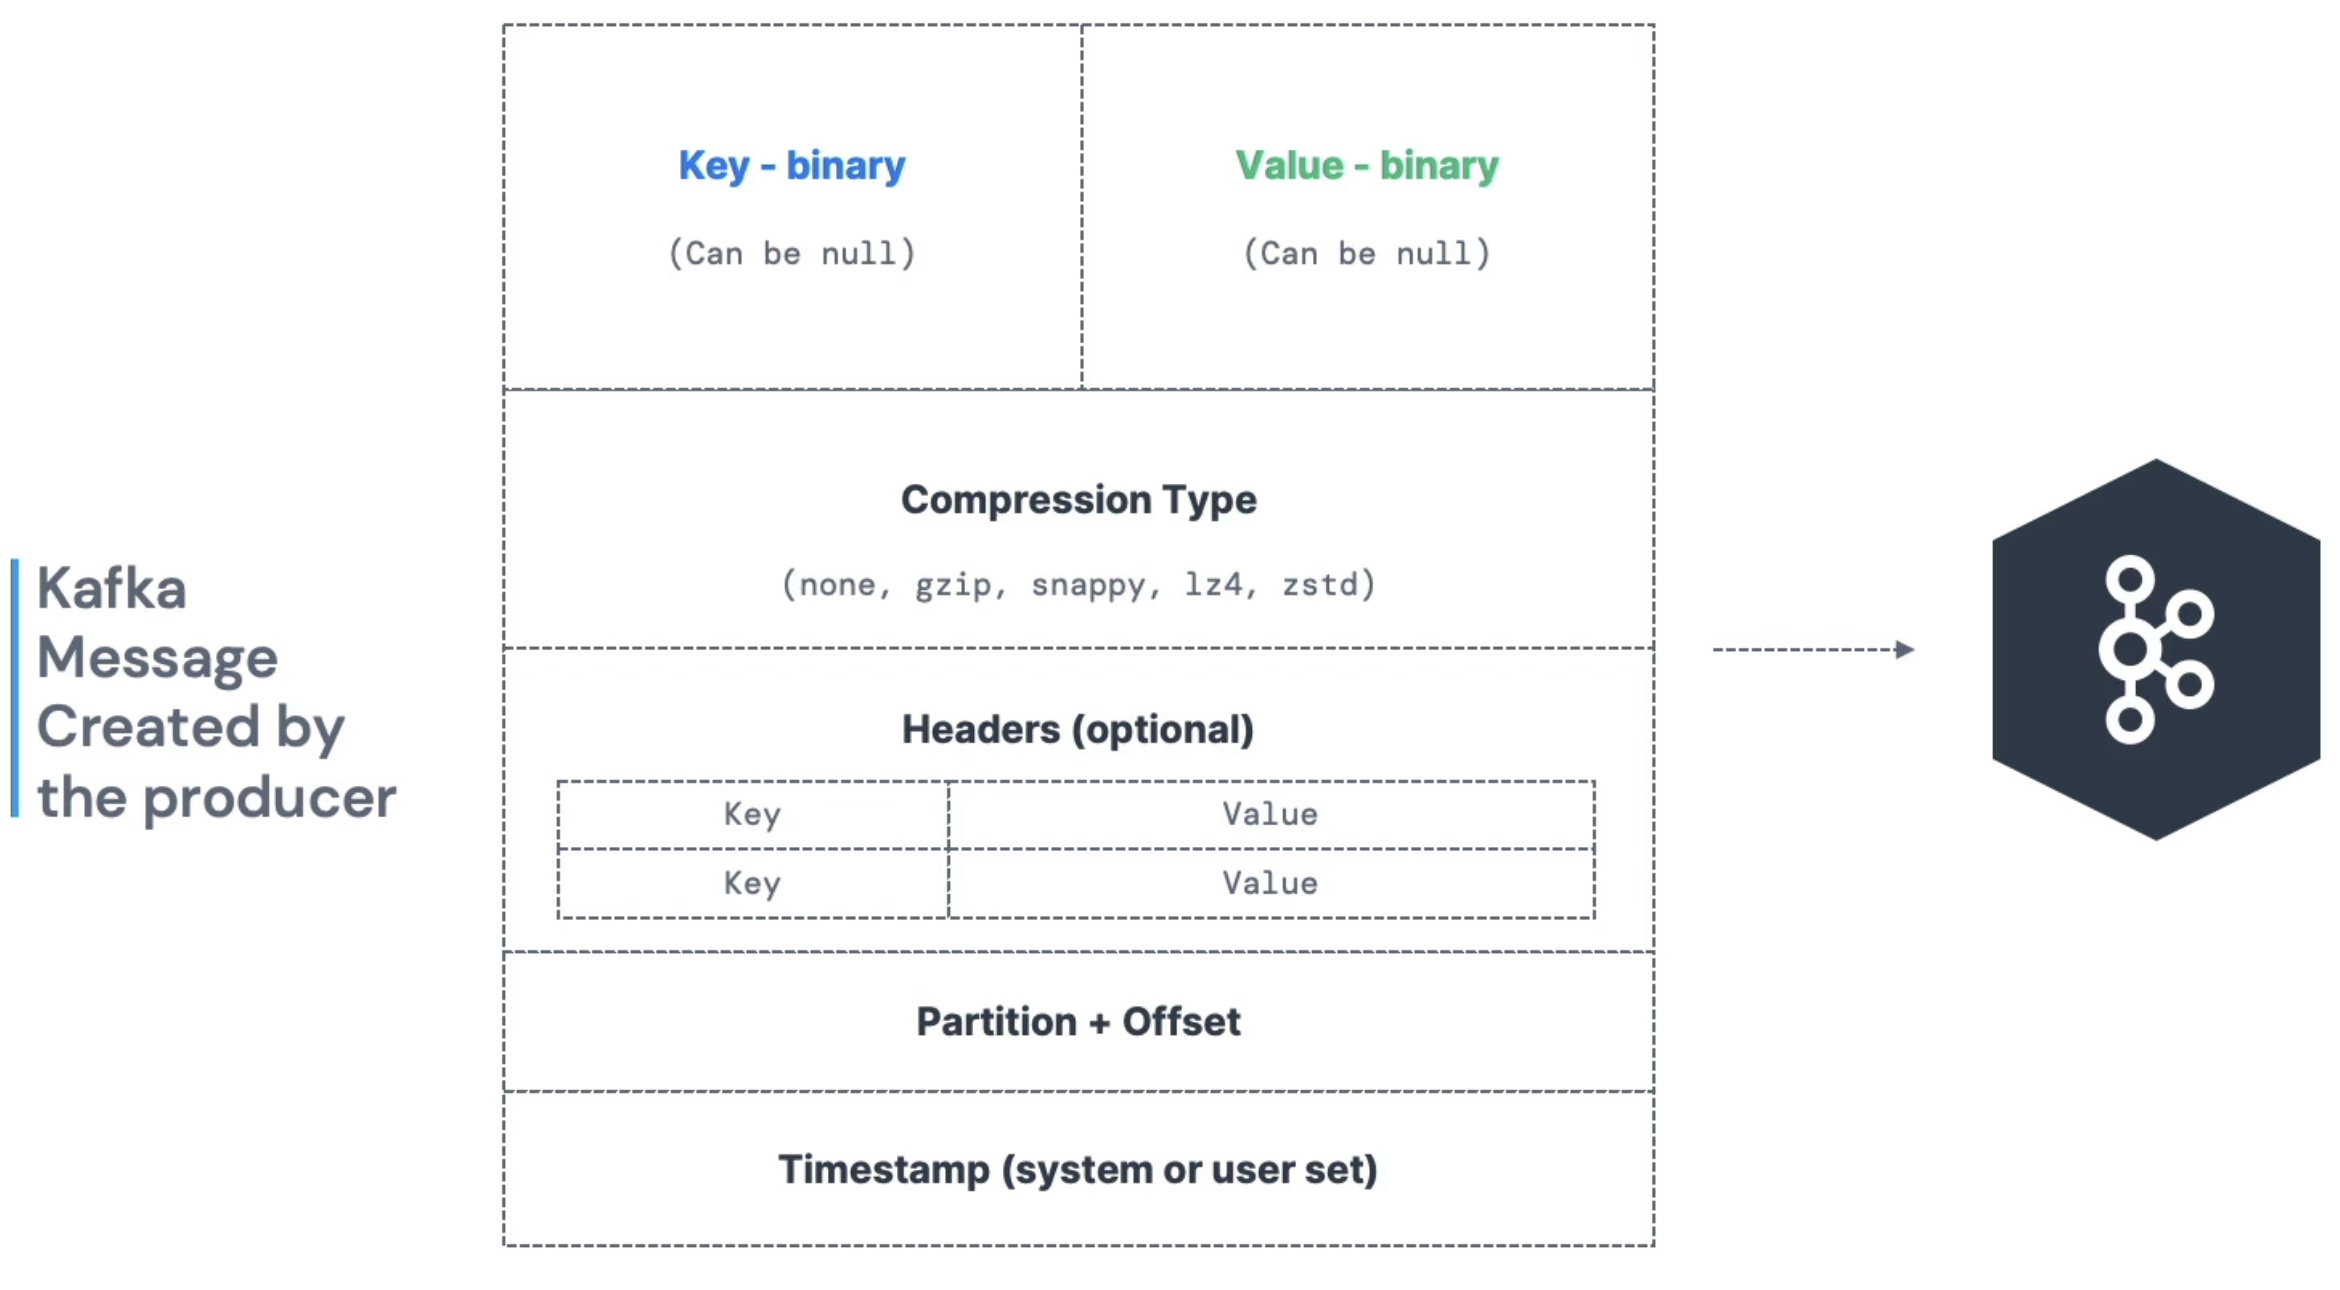 Key - binary
Value - binary
(Can be null)
(Can be null)
Compression Type
(none, gzip, snappy, lz4, zstd)
Kafka
Message
Created by
the producer
Headers (optional)
Key
Value
Key
Value
Partition + Offset
Timestamp (system or user set)